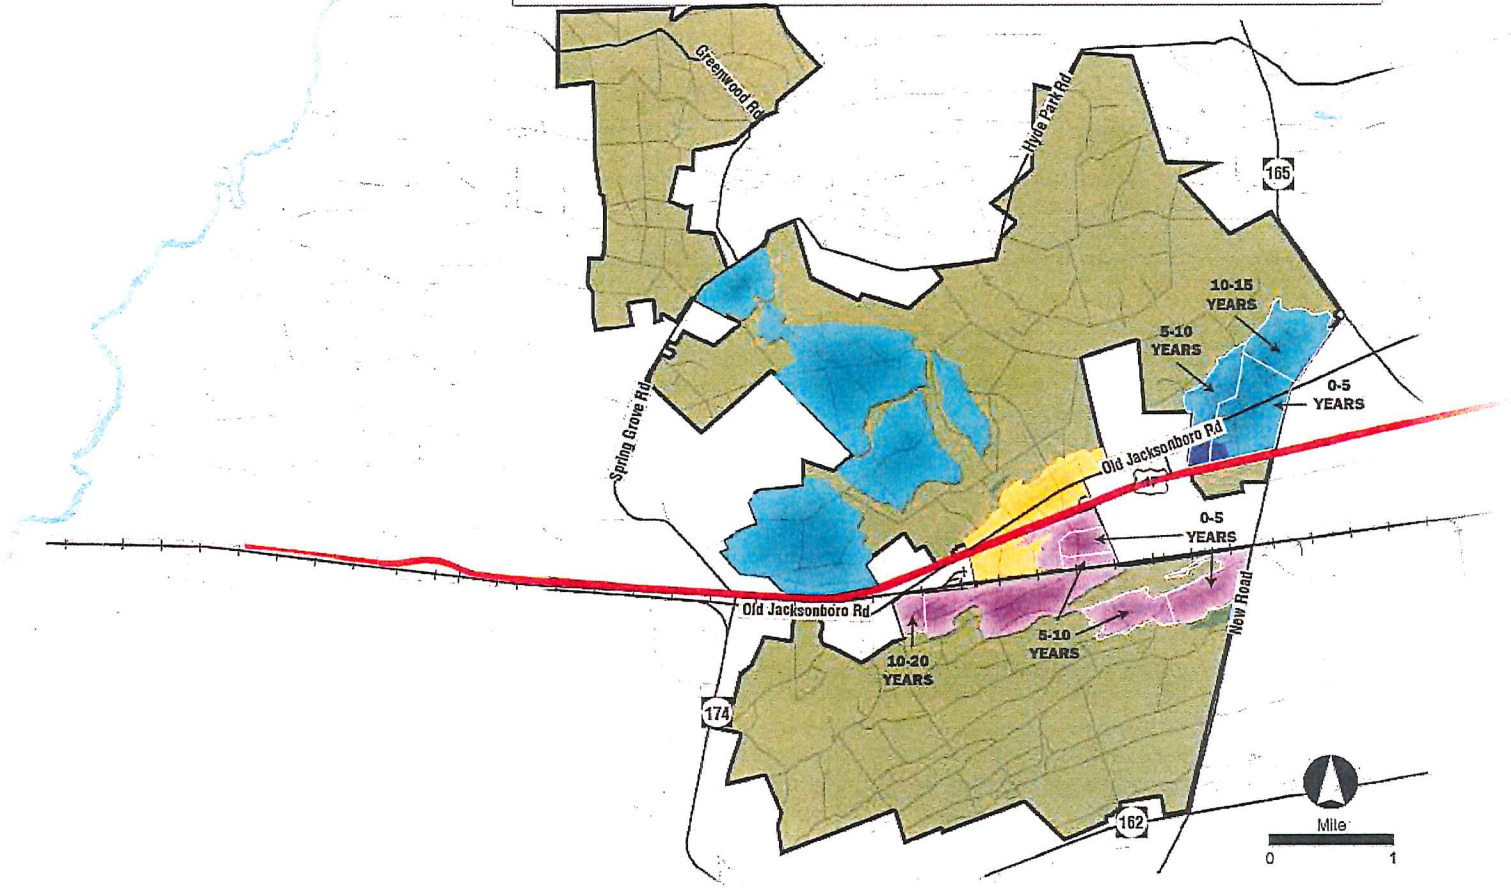 Greenwood Rd
Hyde Park Rd
165
10-15
YEARS
5-10
YEARS
0-5
YEARS
Spring Grove Rd
Old Jacksonboro Rd
17
0-5
YEARS
Old Jacksonboro Rd
New Road
5-10
YEARS
10-20
YEARS
174
162
Mile
0 1